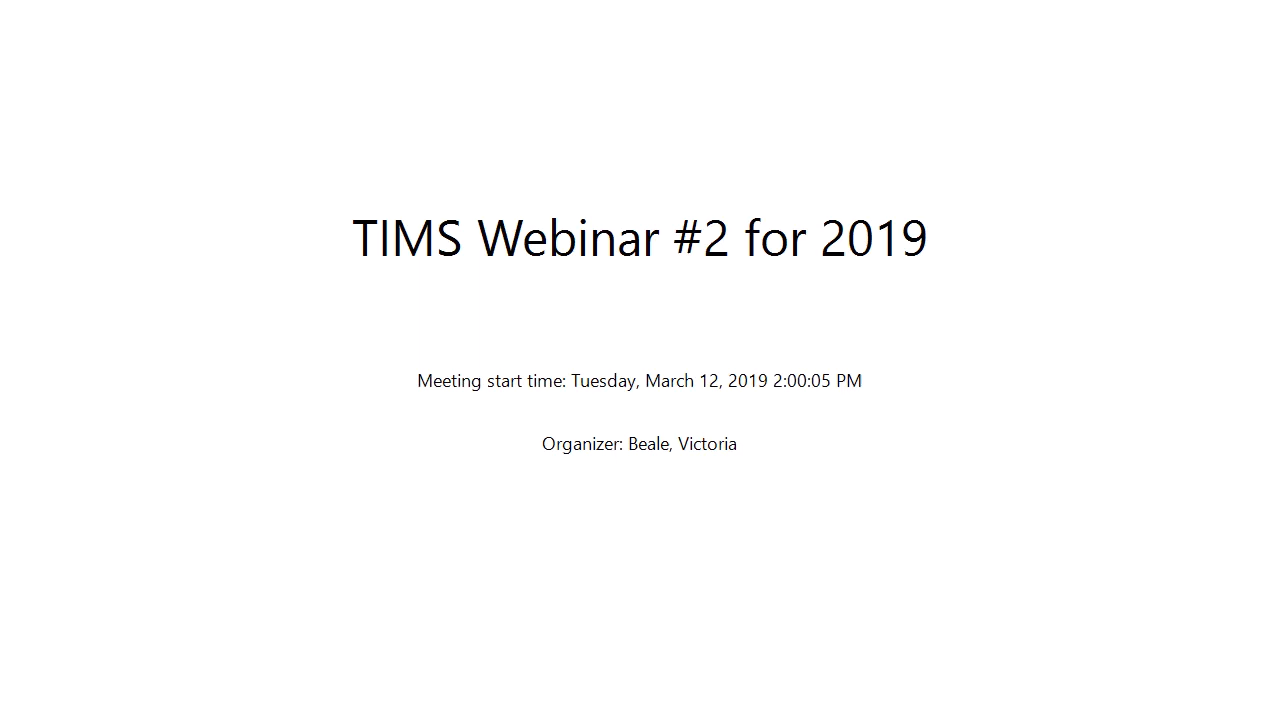 TIMS Webinar #2 for 2019
Meeting start time: Tuesday, March 12, 2019 2:00:05 PM
Organizer: Beale, Victoria